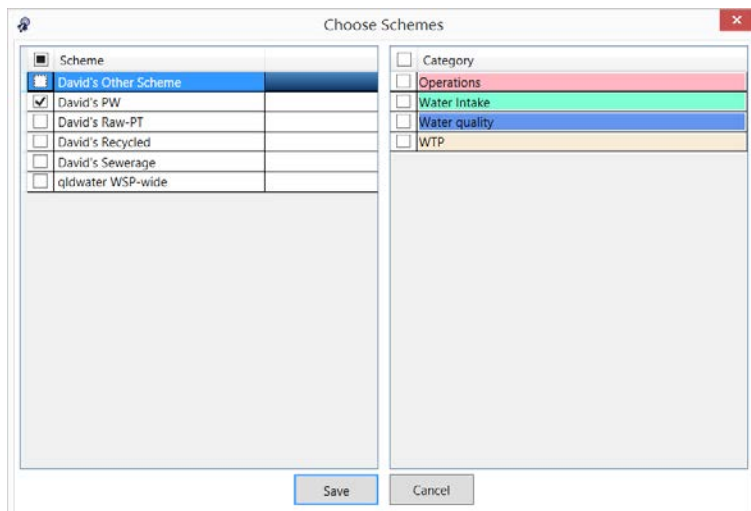 Choose Schemes
Scheme
David's Other Scheme
David's PW
David's Raw-PT
David's Recycled
David's Sewerage
qldwater WSP-wide
Category
Operations
Water Intake
Water quality
WTP
Save
Cancel